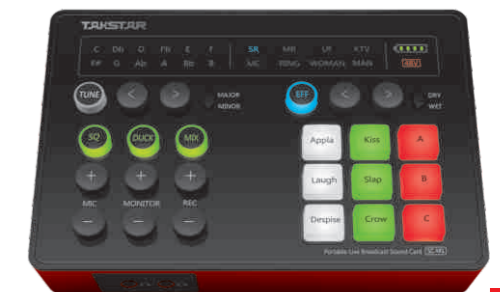 TAKSTAR
C Db D Eb E F SR MR U1 KTV
F# G Ab A Bb B MC RING WOMAN MAN 48V
TUNE < > MAJOR MINOR EFF < > DRY WET
SQ DUCK MIX
Appla Kiss A
+ + +
Laugh Slap B
MIC MONITOR REC
- - -
Despise Crow C
Portable Live Broadcast Sound Card